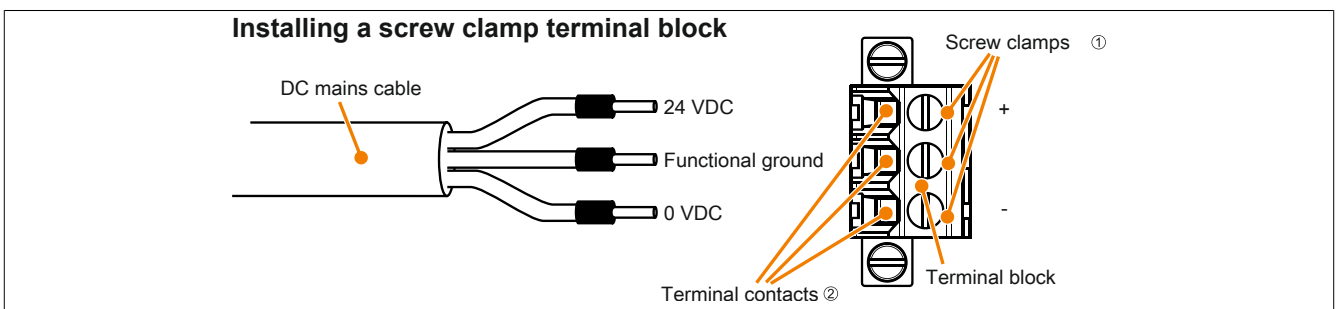 Installing a screw clamp terminal block
Screw clamps ①
DC mains cable
24 VDC
+
Functional ground
0 VDC
-
Terminal block
Terminal contacts ②